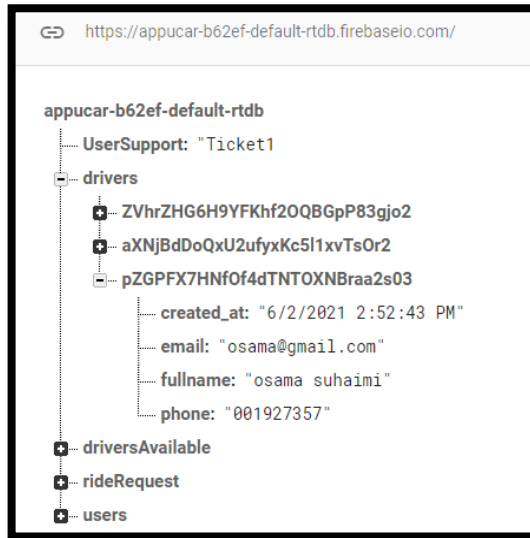 https://appucar-b62ef-default-rtdb.firebaseio.com/
appucar-b62ef-default-rtdb
UserSupport: "Ticket1
drivers
ZVhrZHG6H9YFKhf2OQBGpP83gjo2
aXNjBdDoQxU2ufyxKc5l1xvTsOr2
pZGPFX7HNfOf4dTNTOXNBraa2s03
created_at: "6/2/2021 2:52:43 PM"
email: "osama@gmail.com"
fullname: "osama suhaimi"
phone: "001927357"
driversAvailable
rideRequest
users